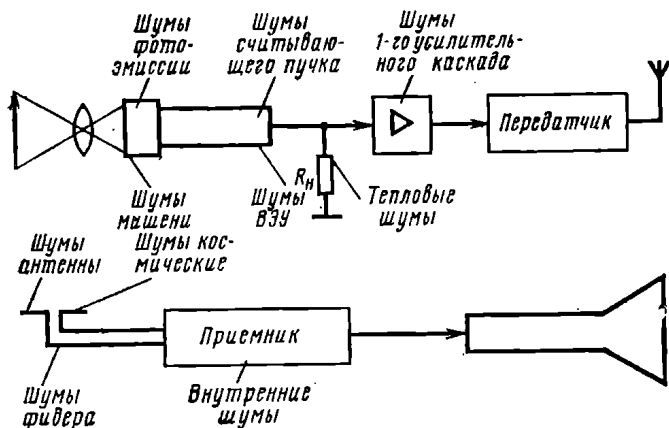 Шумы
фото-
эмиссии
Шумы
считываю-
щего пучка
Шумы
1-го усилитель-
ного каскада
Передатчик
Шумы
машени
Шумы
ВЭУ
Rн
Тепловые
шумы
Шумы
антенны
Шумы кос-
мические
Приемник
Шумы
фидера
Внутренние
шумы